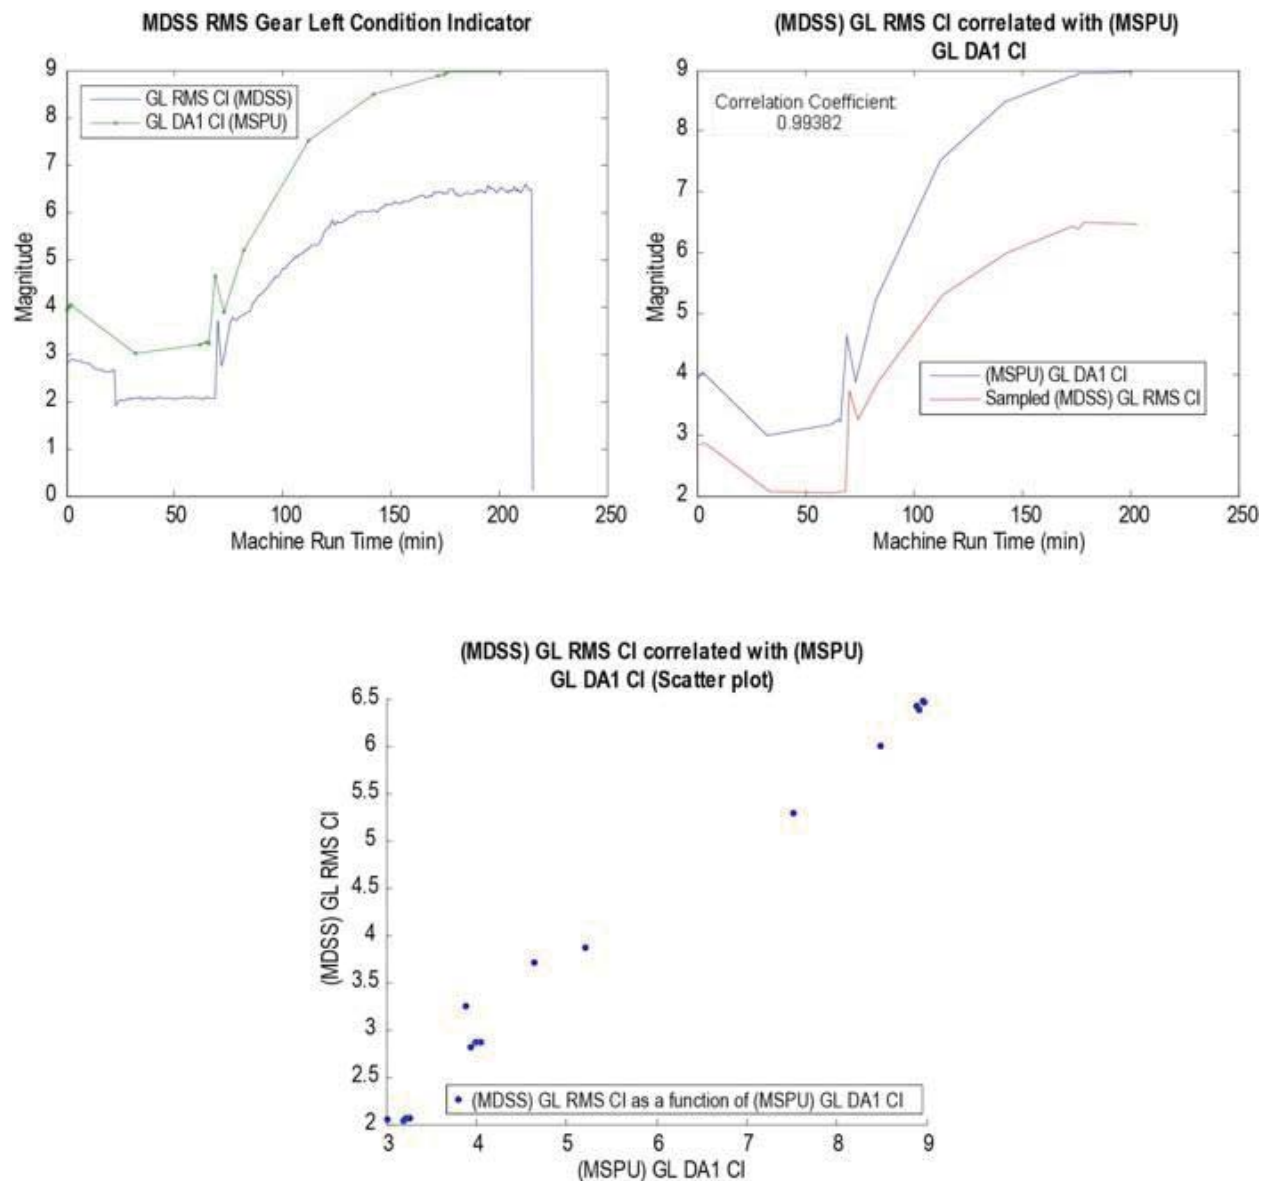 MDSS RMS Gear Left Condition Indicator
9
8
7
6
5
4
3
2
1
0
Magnitude
GL RMS CI (MDSS)
GL DA1 CI (MSPU)
0 50 100 150 200 250
Machine Run Time (min)
(MDSS) GL RMS CI correlated with (MSPU)
GL DA1 CI
9
8
7
6
5
4
3
2
Magnitude
Correlation Coefficient
0.99382
(MSPU) GL DA1 CI
Sampled (MDSS) GL RMS CI
0 50 100 150 200 250
Machine Run Time (min)
(MDSS) GL RMS CI correlated with (MSPU)
GL DA1 CI (Scatter plot)
6.5
6
5.5
5
4.5
4
3.5
3
2.5
2
(MDSS) GL RMS CI
(MDSS) GL RMS CI as a function of (MSPU) GL DA1 CI
3 4 5 6 7 8 9
(MSPU) GL DA1 CI